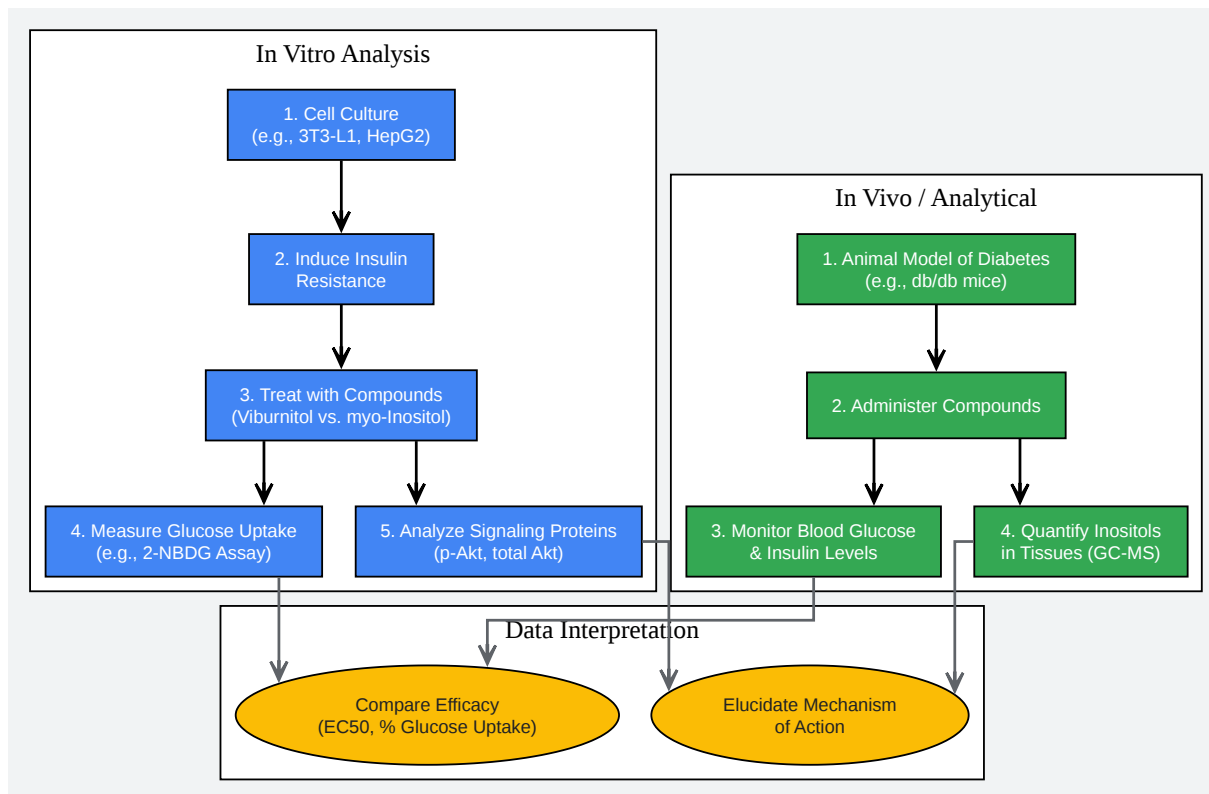 In Vitro Analysis
1. Cell Culture
(e.g., 3T3-L1, HepG2)
2. Induce Insulin
Resistance
3. Treat with Compounds
(Viburnitol vs. myo-Inositol)
4. Measure Glucose Uptake
(e.g., 2-NBDG Assay)
5. Analyze Signaling Proteins
(p-Akt, total Akt)
In Vivo / Analytical
1. Animal Model of Diabetes
(e.g., db/db mice)
2. Administer Compounds
3. Monitor Blood Glucose
& Insulin Levels
4. Quantify Inositols
in Tissues (GC-MS)
Data Interpretation
Compare Efficacy
(EC50, % Glucose Uptake)
Elucidate Mechanism
of Action